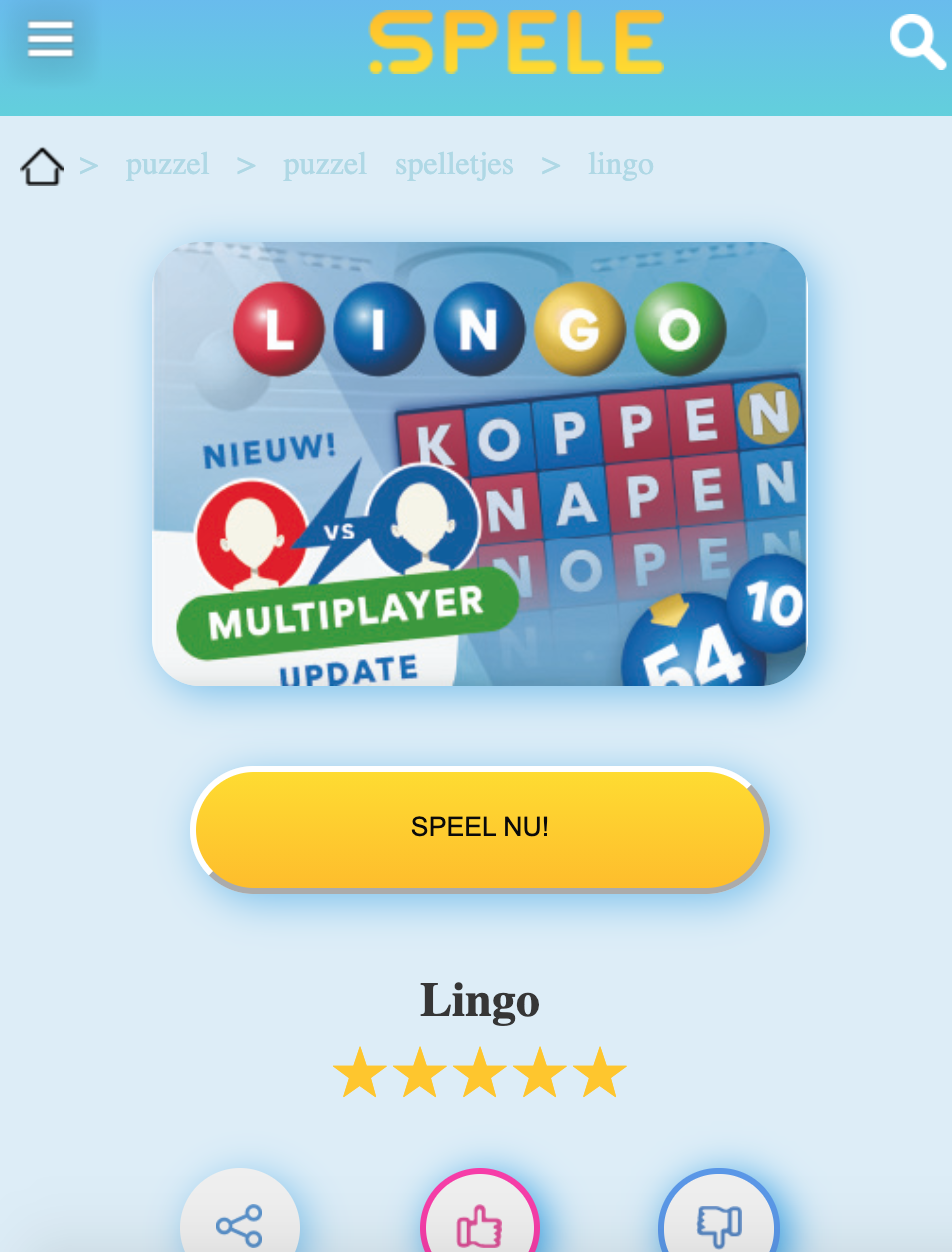 .SPELE
> puzzel > puzzel spelletjes > lingo
LINGO
NIEUW!
KOPPEN
NAPEN
NOPEN
N .
VS
MULTIPLAYER
UPDATE
10
54
SPEEL NU!
Lingo